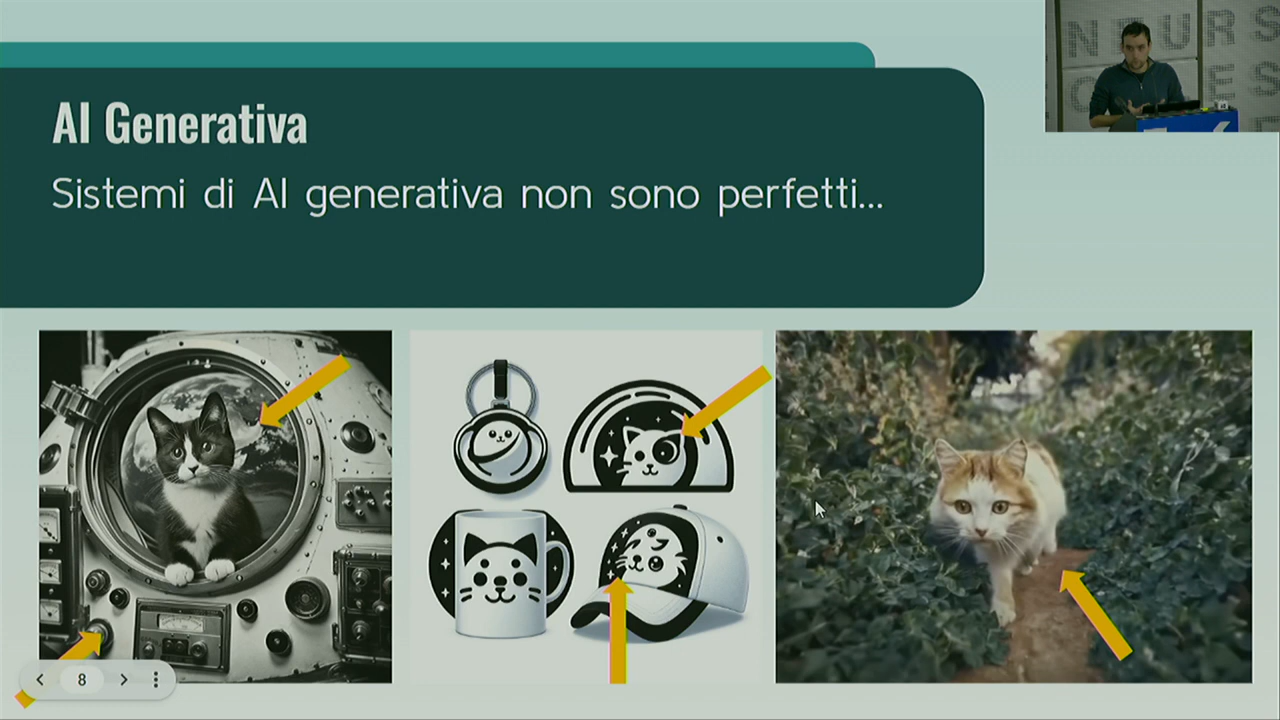 AI Generativa
Sistemi di AI generativa non sono perfetti...
8